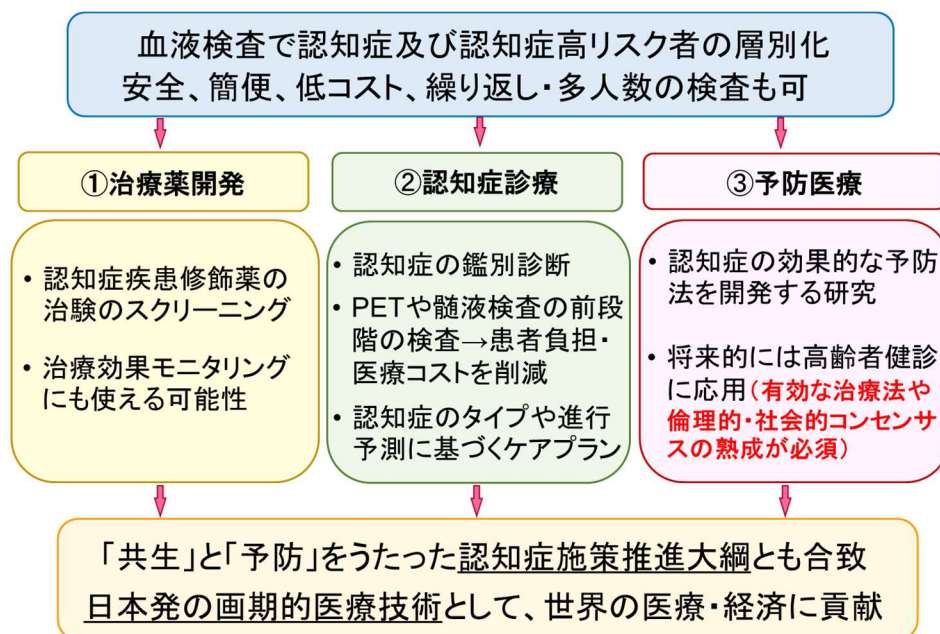 血液検査で認知症及び認知症高リスク者の層別化
安全、簡便、低コスト、繰り返し・多人数の検査も可
①治療薬開発
・認知症疾患修飾薬の
治験のスクリーニング
・治療効果モニタリング
にも使える可能性
②認知症診療
・認知症の鑑別診断
・PETや髄液検査の前段
階の検査→患者負担・
医療コストを削減
・認知症のタイプや進行
予測に基づくケアプラン
③予防医療
・認知症の効果的な予防
法を開発する研究
・将来的には高齢者健診
に応用(有効な治療法や
倫理的・社会的コンセンサ
スの熟成が必須)
「共生」と「予防」をうたった認知症施策推進大綱とも合致
日本発の画期的医療技術として、世界の医療・経済に貢献